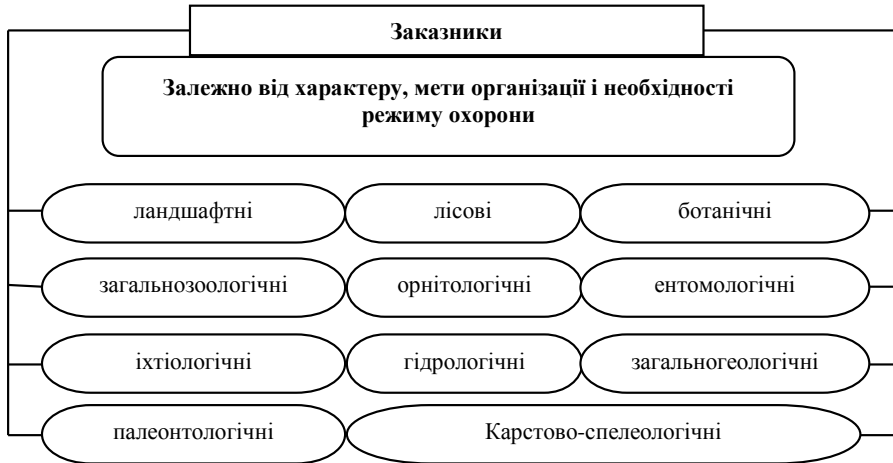 Заказники
Залежно від характеру, мети організації і необхідності
режиму охорони
ландшафтні
лісові
ботанічні
загальнозоологічні
орнітологічні
ентомологічні
іхтіологічні
гідрологічні
загальногеологічні
палеонтологічні
Карстово-спелеологічні